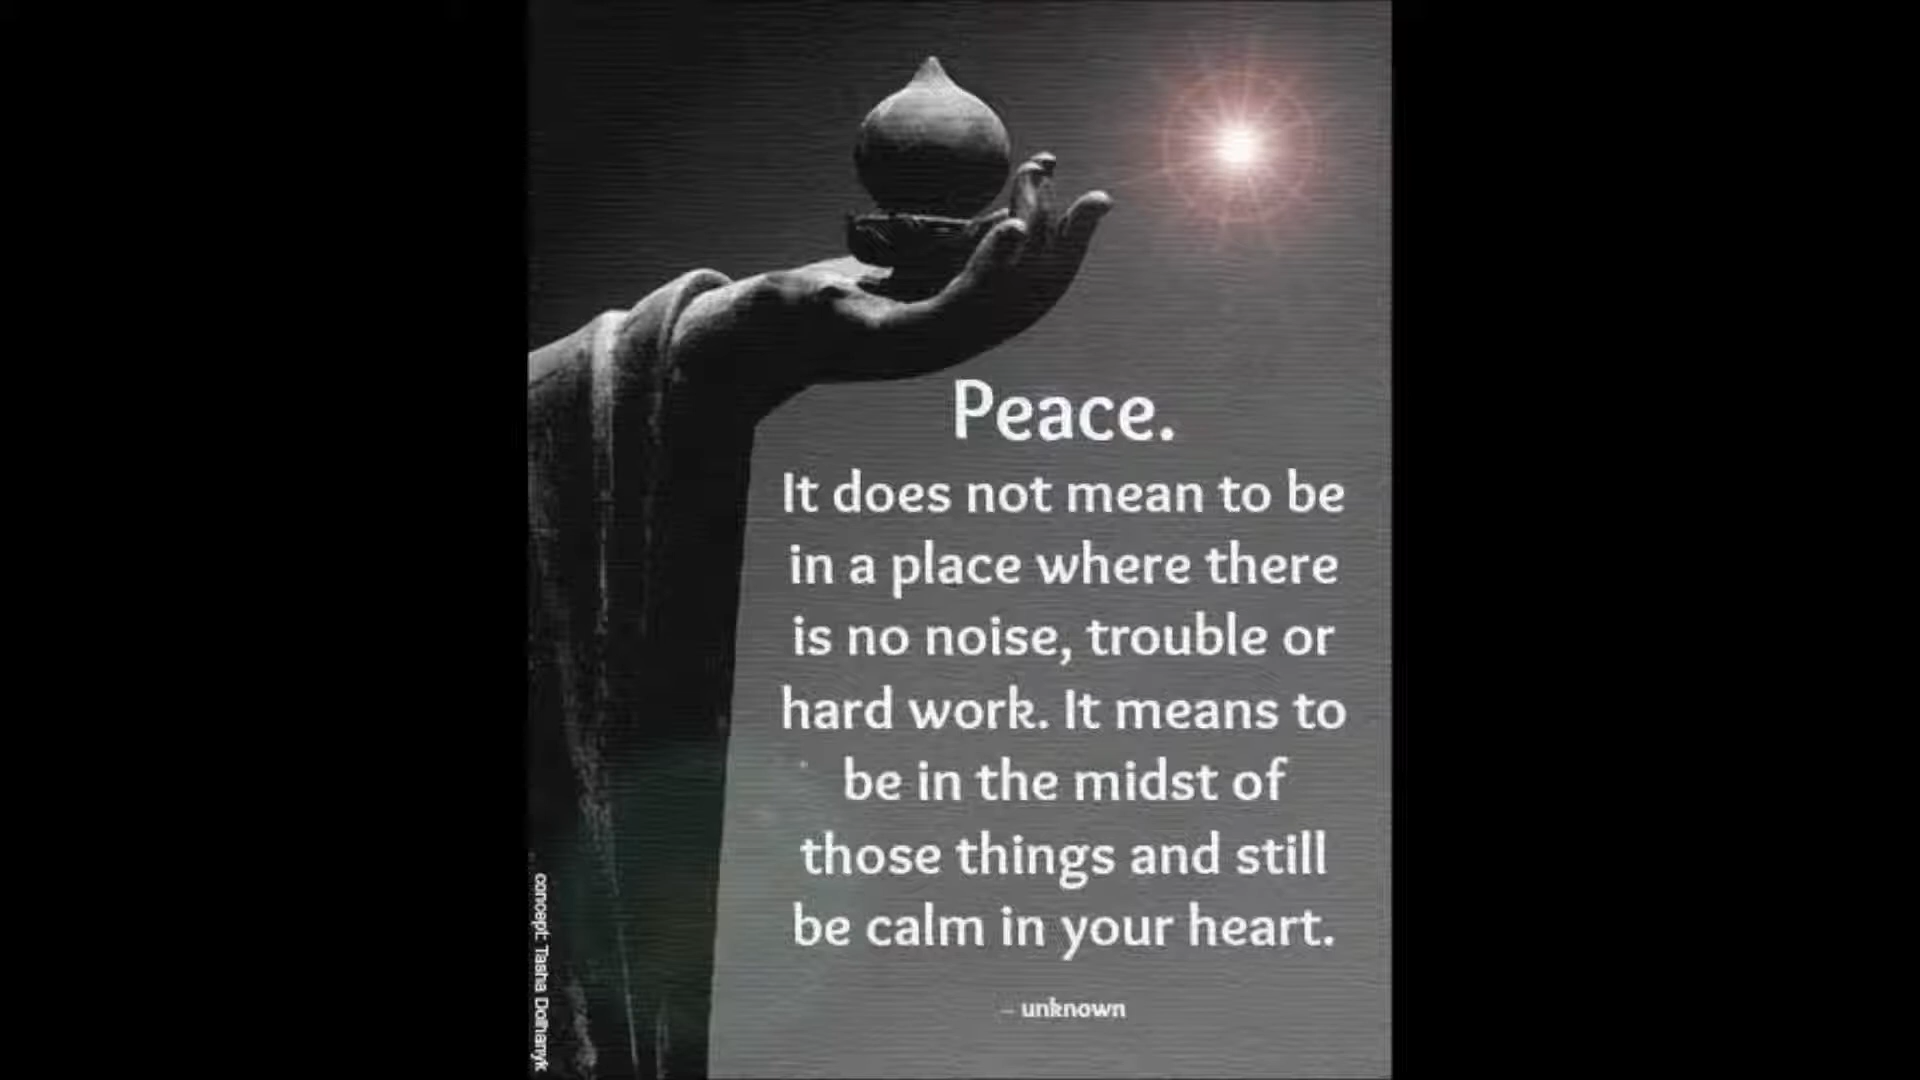 Peace.
It does not mean to be
in a place where there
is no noise, trouble or
hard work. It means to
be in the midst of
those things and still
be calm in your heart.
– unknown
concept: Tasha Dolhanyk